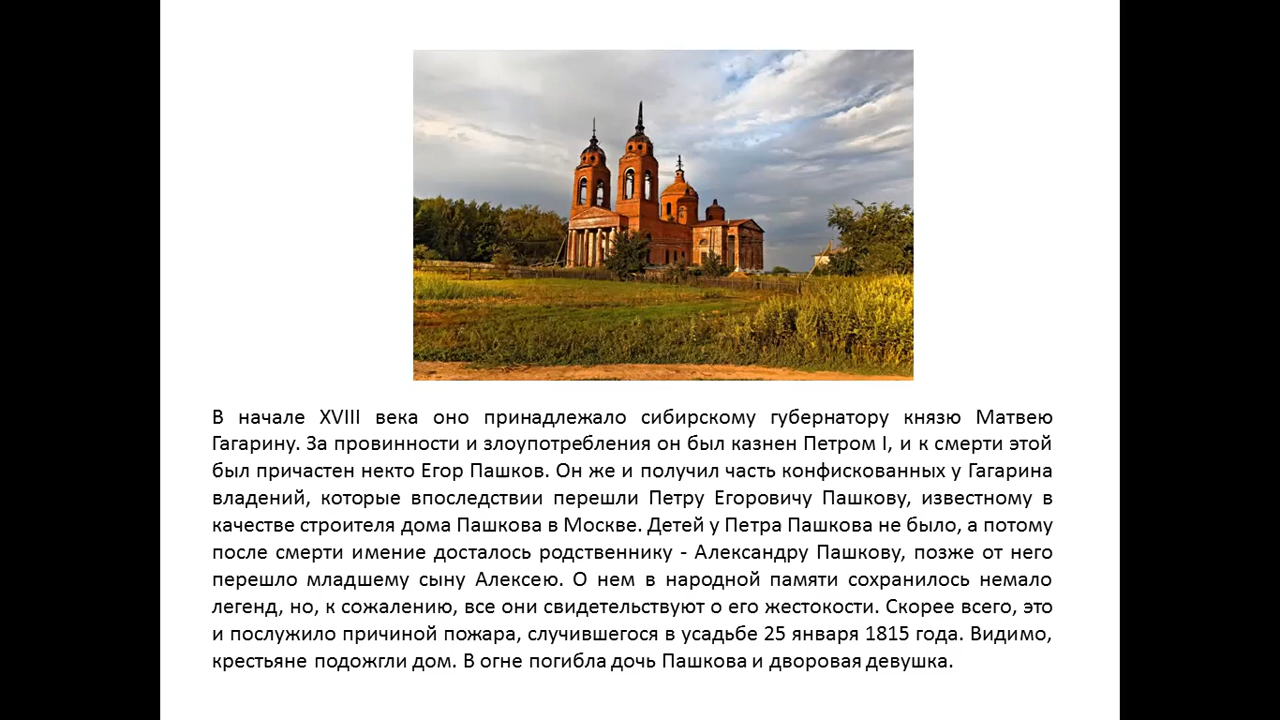 В начале XVIII века оно принадлежало сибирскому губернатору князю Матвею
Гагарину. За провинности и злоупотребления он был казнен Петром I, и к смерти этой
был причастен некто Егор Пашков. Он же и получил часть конфискованных у Гагарина
владений, которые впоследствии перешли Петру Егоровичу Пашкову, известному в
качестве строителя дома Пашкова в Москве. Детей у Петра Пашкова не было, а потому
после смерти имение досталось родственнику - Александру Пашкову, позже от него
перешло младшему сыну Алексею. О нем в народной памяти сохранилось немало
легенд, но, к сожалению, все они свидетельствуют о его жестокости. Скорее всего, это
и послужило причиной пожара, случившегося в усадьбе 25 января 1815 года. Видимо,
крестьяне подожгли дом. В огне погибла дочь Пашкова и дворовая девушка.